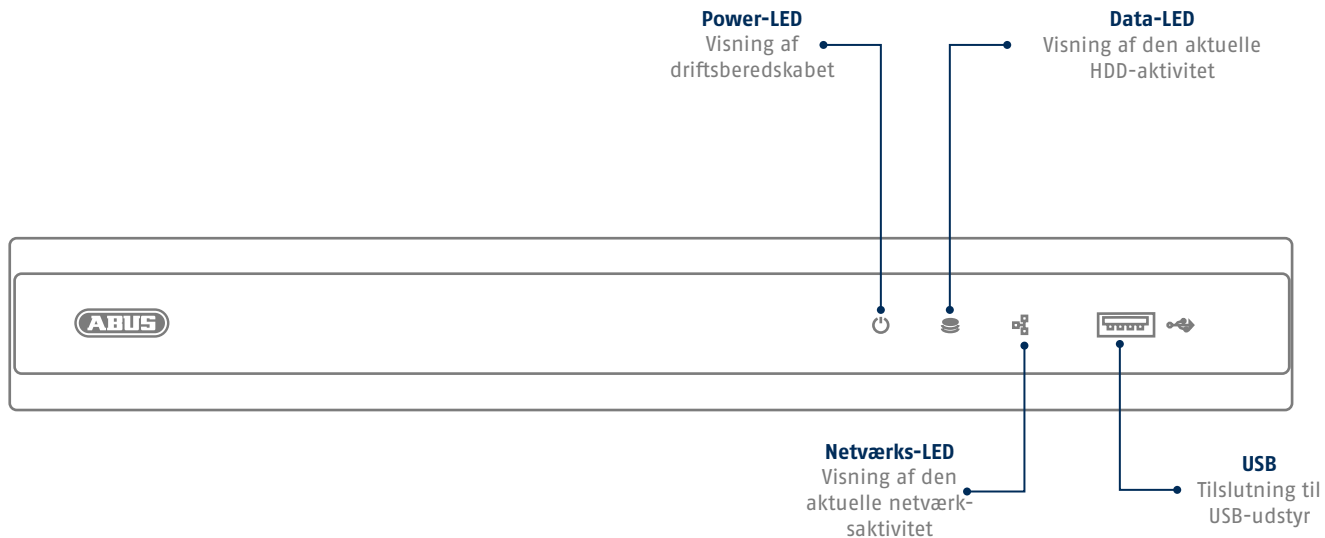 Power-LED
Visning af
driftsberedskabet
Data-LED
Visning af den aktuelle
HDD-aktivitet
ABUS
Netværks-LED
Visning af den
aktuelle netværk-
saktivitet
USB
Tilslutning til
USB-udstyr